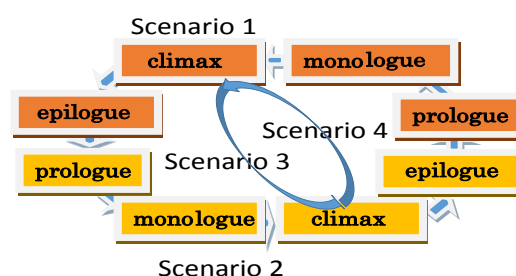 Scenario 1
climax
monologue
epilogue
prologue
Scenario 4
Scenario 3
prologue
epilogue
monologue
climax
Scenario 2